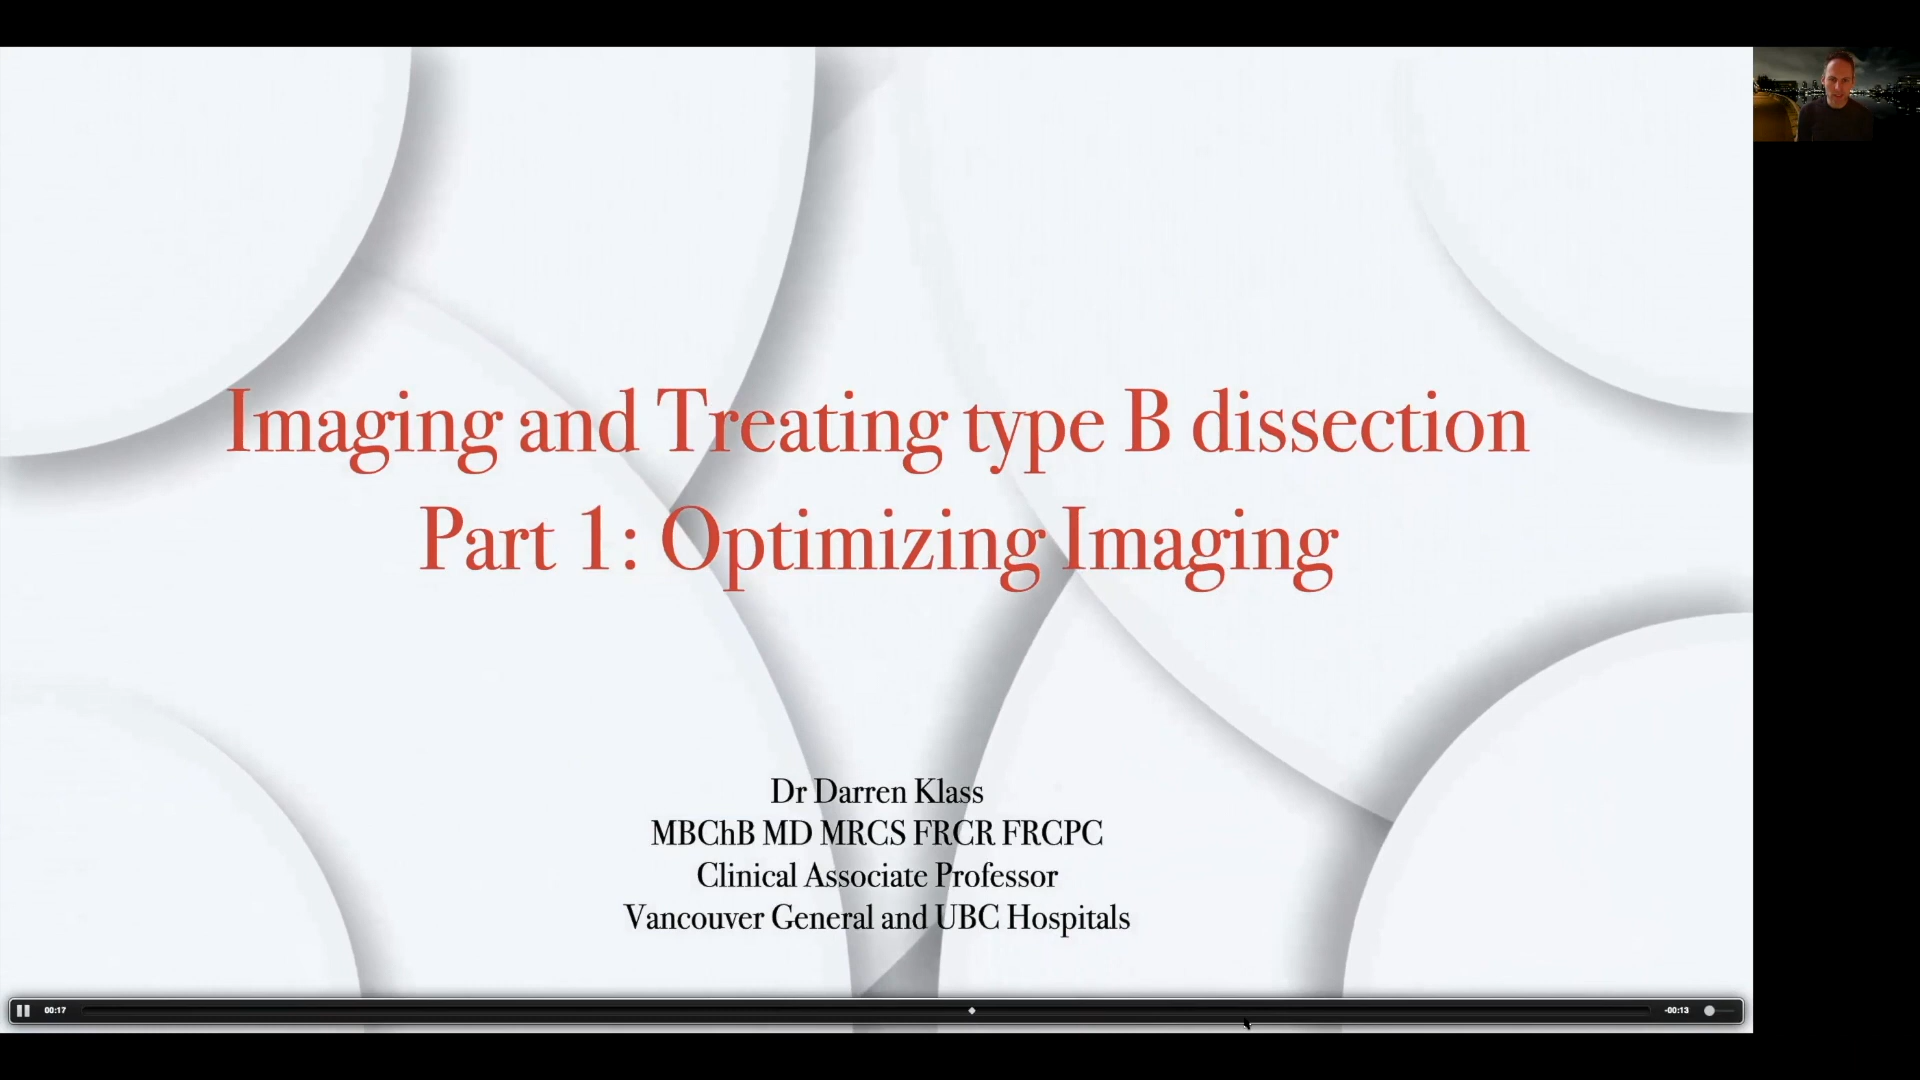 Imaging and Treating type B dissection
Part 1: Optimizing Imaging
Dr Darren Klass
MBChB MD MRCS FRCR FRCPC
Clinical Associate Professor
Vancouver General and UBC Hospitals
00:17
-00:13